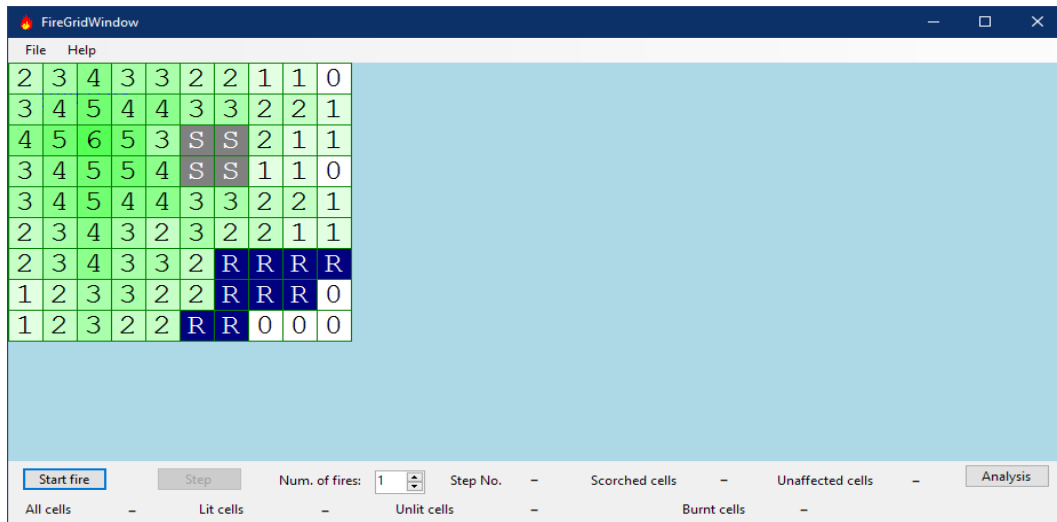 FireGridWindow
File Help
2 3 4 3 3 2 2 1 1 0
3 4 5 4 4 3 3 2 2 1
4 5 6 5 3 S S 2 1 1
3 4 5 5 4 S S 1 1 0
3 4 5 4 4 3 3 2 2 1
2 3 4 3 2 3 2 2 1 1
2 3 4 3 3 2 R R R R
1 2 3 3 2 2 R R R 0
1 2 3 2 2 R R 0 0 0
Start fire Step Num. of fires: 1 Step No. – Scorched cells – Unaffected cells – Analysis
All cells – Lit cells – Unlit cells – Burnt cells –